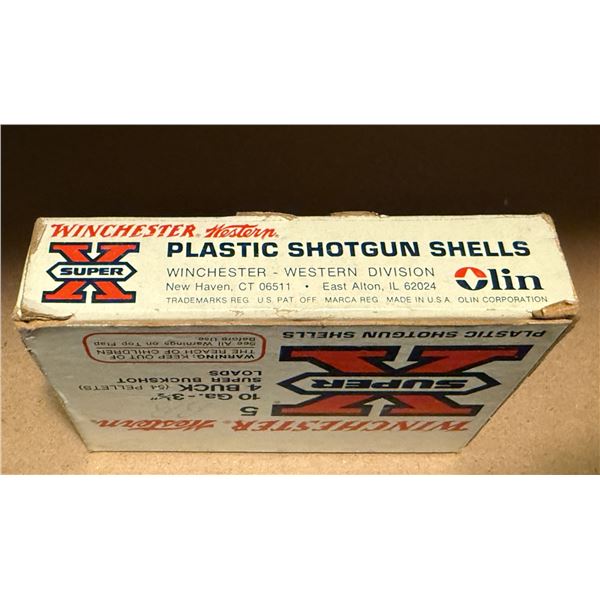 WINCHESTER Western
SUPER X
PLASTIC SHOTGUN SHELLS
WINCHESTER - WESTERN DIVISION
New Haven, CT 06511 • East Alton, IL 62024
TRADEMARKS REG. U.S. PAT. OFF. MARCA REG. MADE IN U.S.A. OLIN CORPORATION
Olin
WINCHESTER Western
5
10 Ga.-3½"
4 BUCK (54 PELLETS)
SUPER BUCKSHOT
LOADS
WARNING: KEEP OUT OF
THE REACH OF CHILDREN
See All Warnings on Top Flap
Before Use
SUPER X
PLASTIC SHOTGUN SHELLS